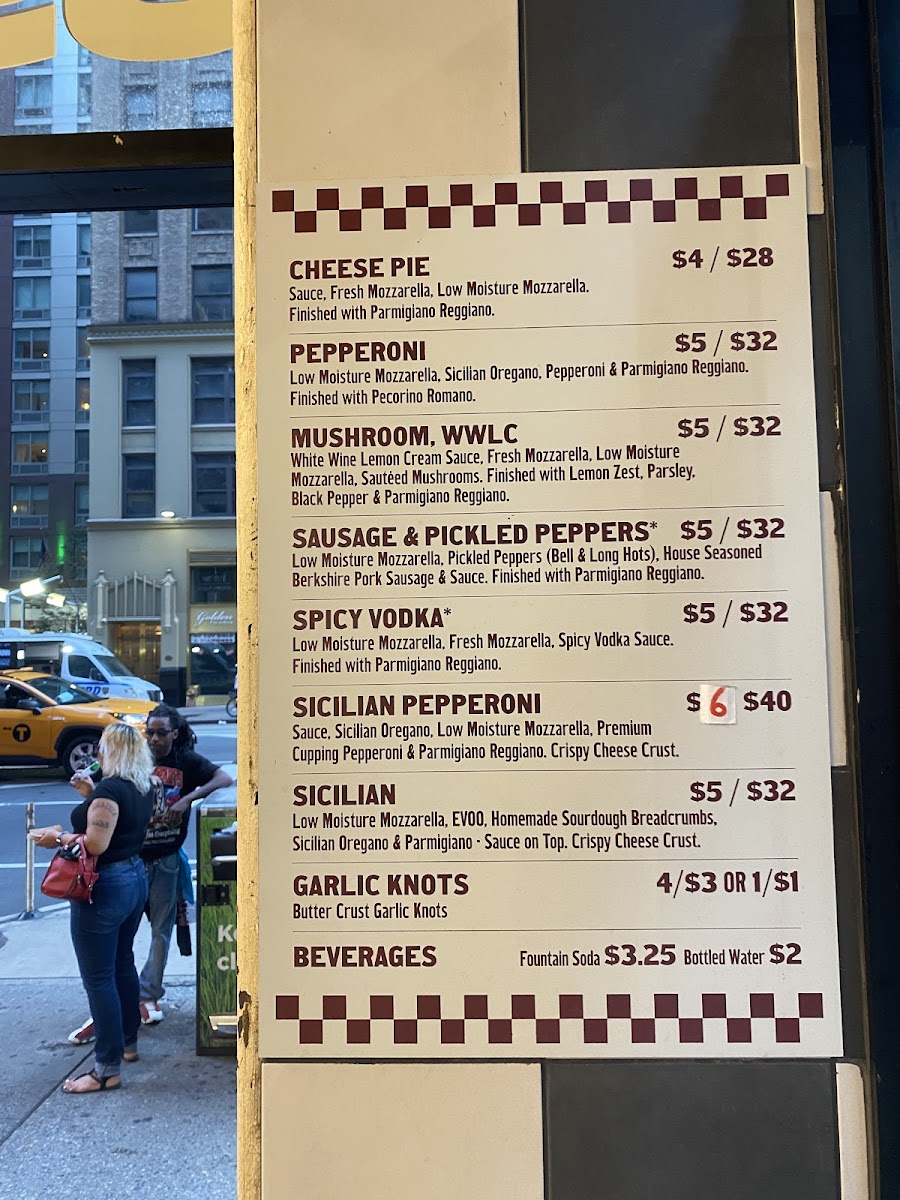 CHEESE PIE $4 / $28
Sauce, Fresh Mozzarella, Low Moisture Mozzarella.
Finished with Parmigiano Reggiano.
PEPPERONI $5 / $32
Low Moisture Mozzarella, Sicilian Oregano, Pepperoni & Parmigiano Reggiano.
Finished with Pecorino Romano.
MUSHROOM, WWLC $5 / $32
White Wine Lemon Cream Sauce, Fresh Mozzarella, Low Moisture
Mozzarella, Sautéed Mushrooms. Finished with Lemon Zest, Parsley,
Black Pepper & Parmigiano Reggiano.
SAUSAGE & PICKLED PEPPERS* $5 / $32
Low Moisture Mozzarella, Pickled Peppers (Bell & Long Hots), House Seasoned
Berkshire Pork Sausage & Sauce. Finished with Parmigiano Reggiano.
SPICY VODKA* $5 / $32
Low Moisture Mozzarella, Fresh Mozzarella, Spicy Vodka Sauce.
Finished with Parmigiano Reggiano.
SICILIAN PEPPERONI $6 $40
Sauce, Sicilian Oregano, Low Moisture Mozzarella, Premium
Cupping Pepperoni & Parmigiano Reggiano. Crispy Cheese Crust.
SICILIAN $5 / $32
Low Moisture Mozzarella, EVOO, Homemade Sourdough Breadcrumbs,
Sicilian Oregano & Parmigiano - Sauce on Top. Crispy Cheese Crust.
GARLIC KNOTS 4/$3 OR 1/$1
Butter Crust Garlic Knots
BEVERAGES Fountain Soda $3.25 Bottled Water $2
Golden
T